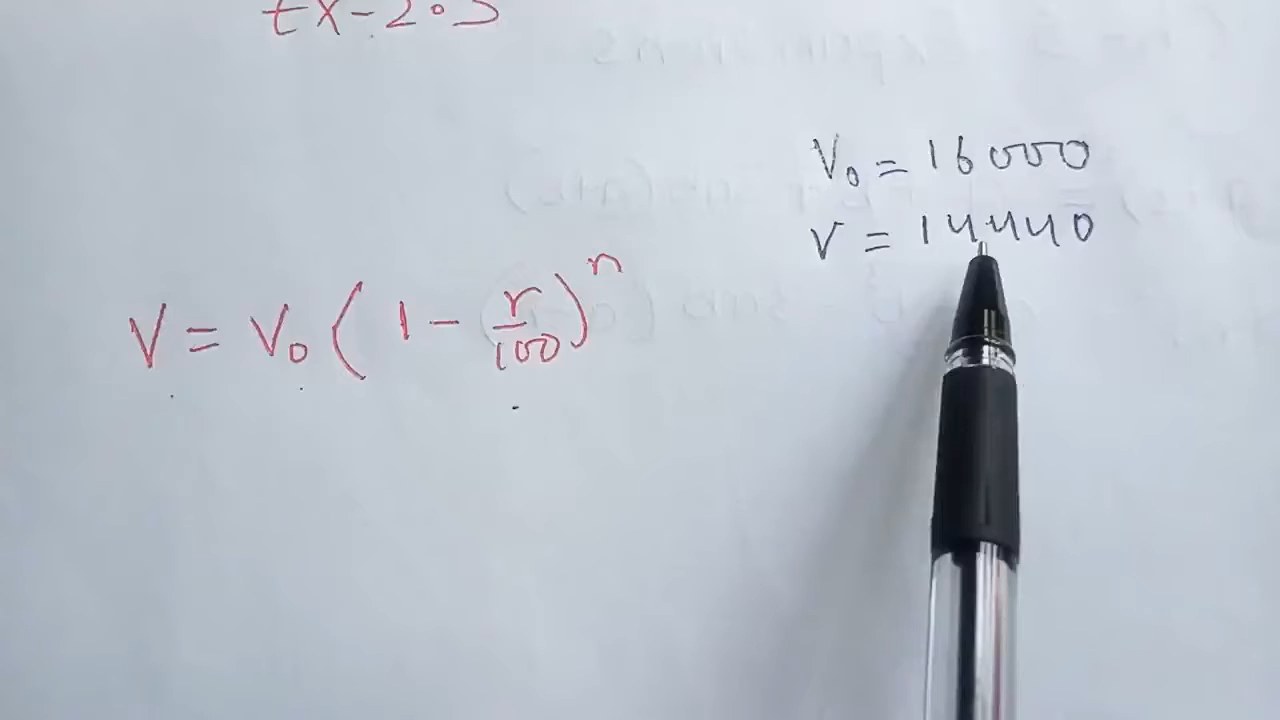 Ex-2.3
V₀ = 16000
V = 14440
V = V₀ (1 - r/100)ⁿ